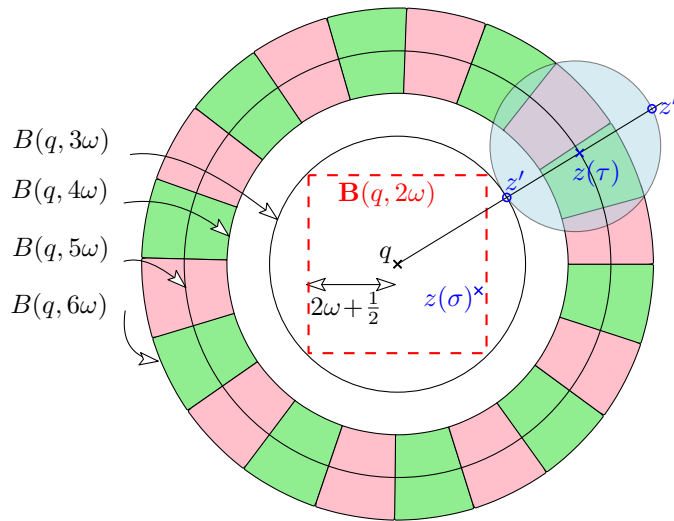 z′
B(q, 3ω)
z(τ)
z′
B(q, 2ω)
B(q, 4ω)
q
B(q, 5ω)
2ω + 1/2
z(σ)
B(q, 6ω)